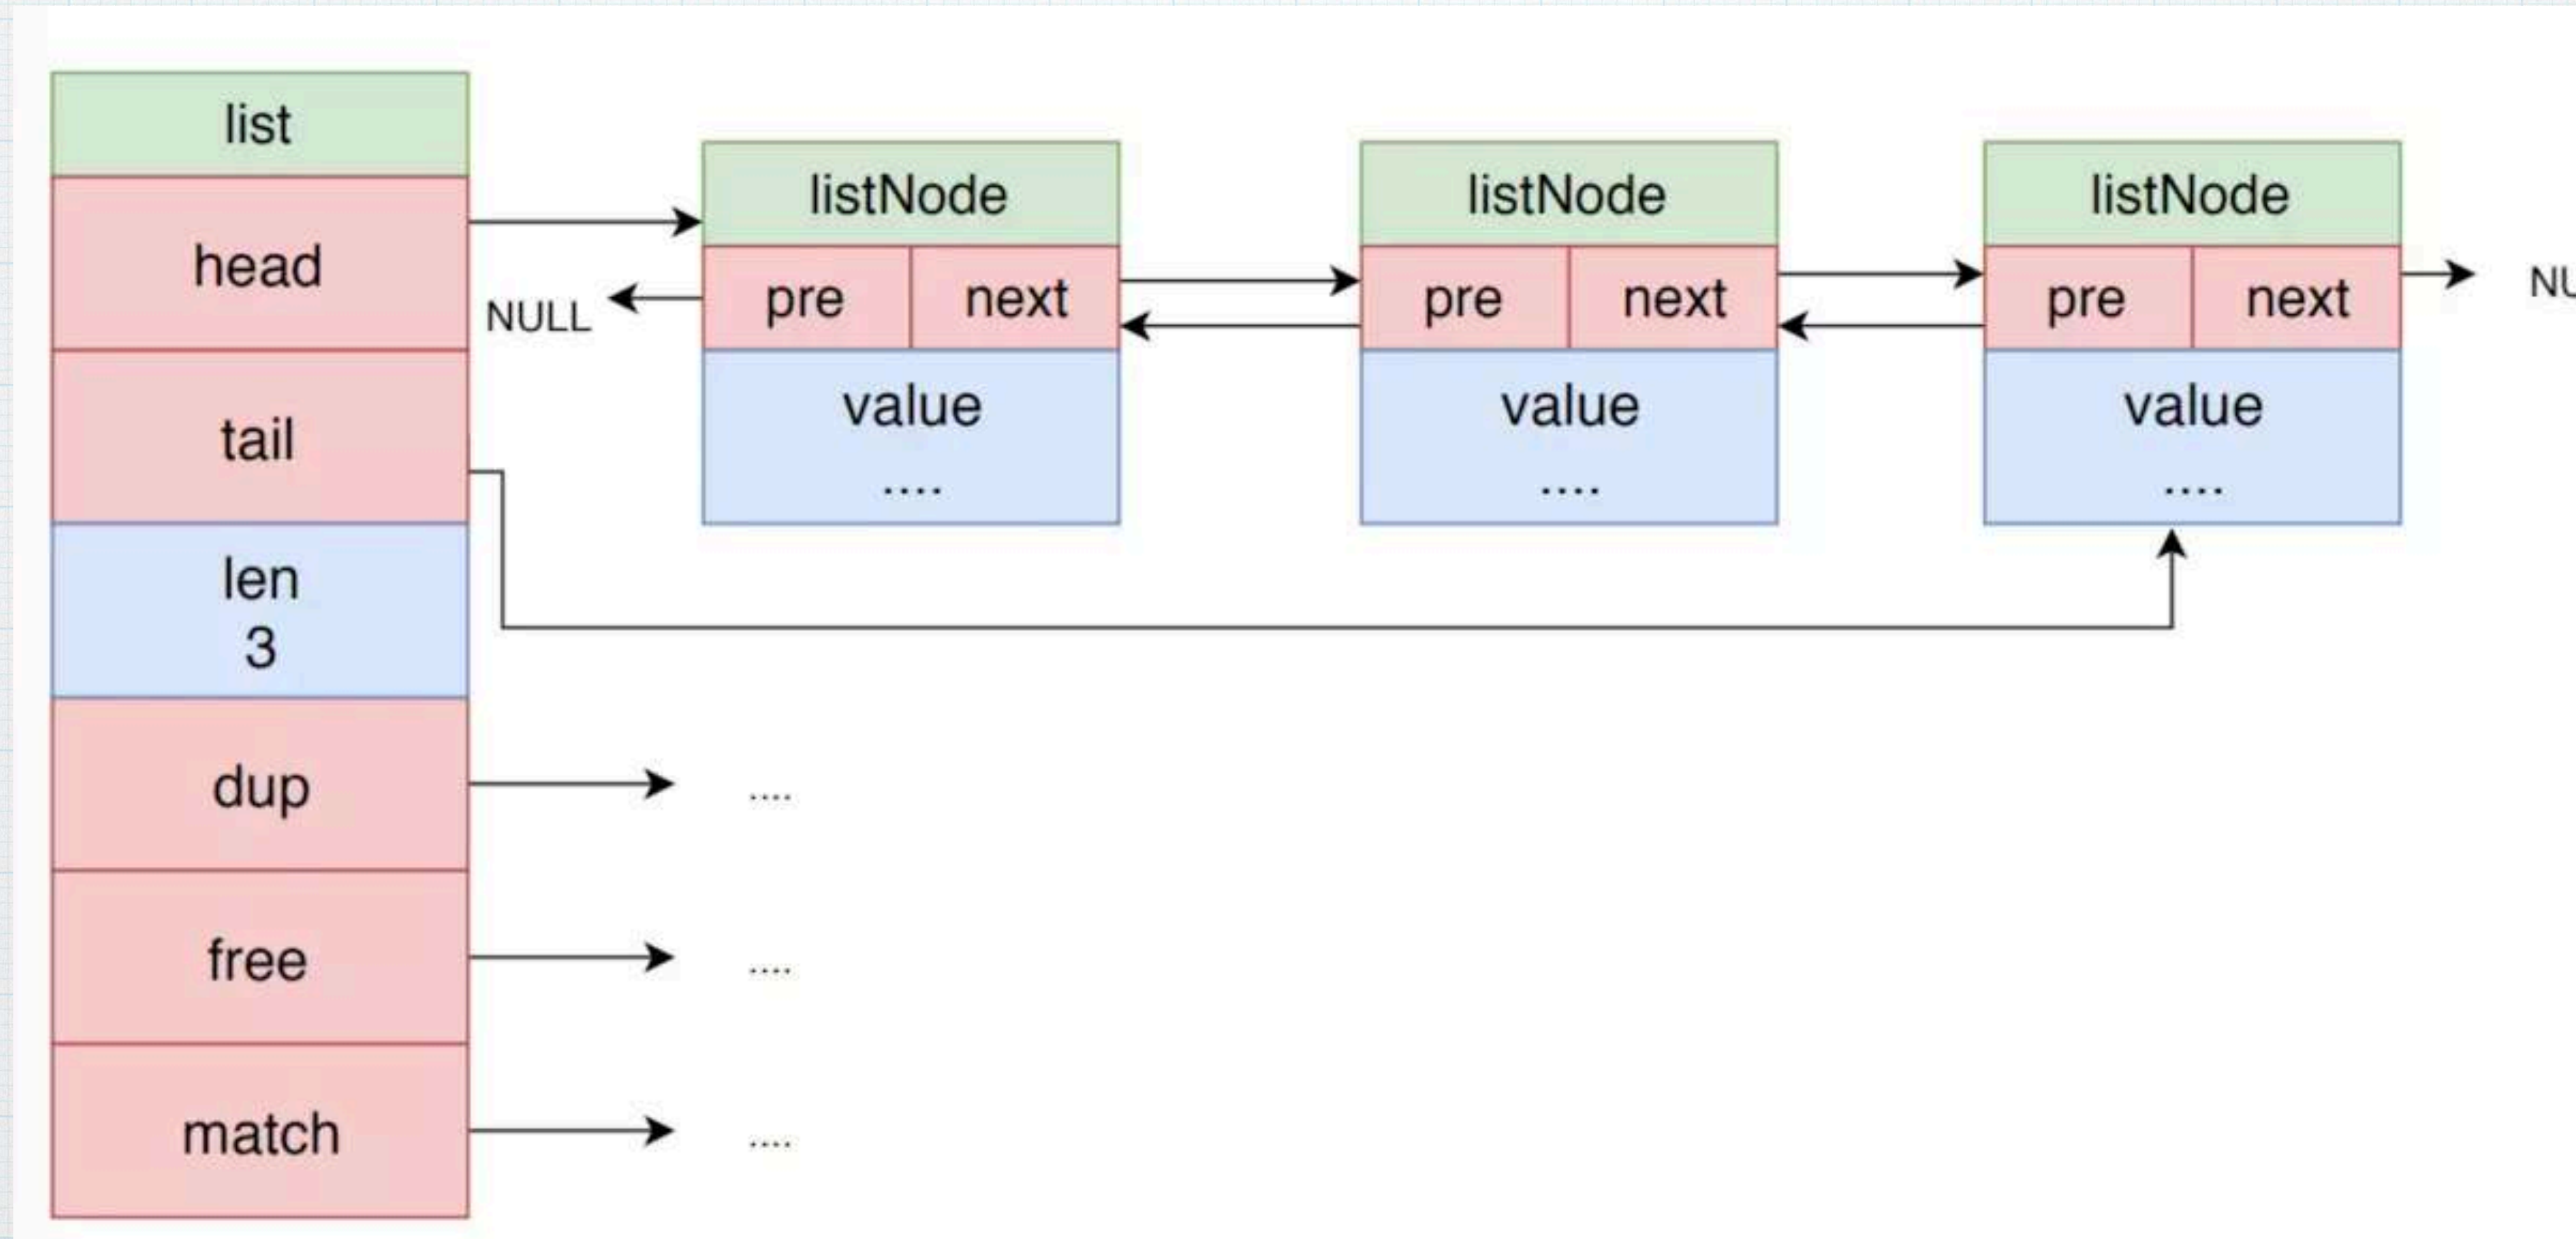 list
head
tail
len
3
dup
free
match
NULL
listNode
pre next
value
....
listNode
pre next
value
....
listNode
pre next
value
....
NU
....
....
....